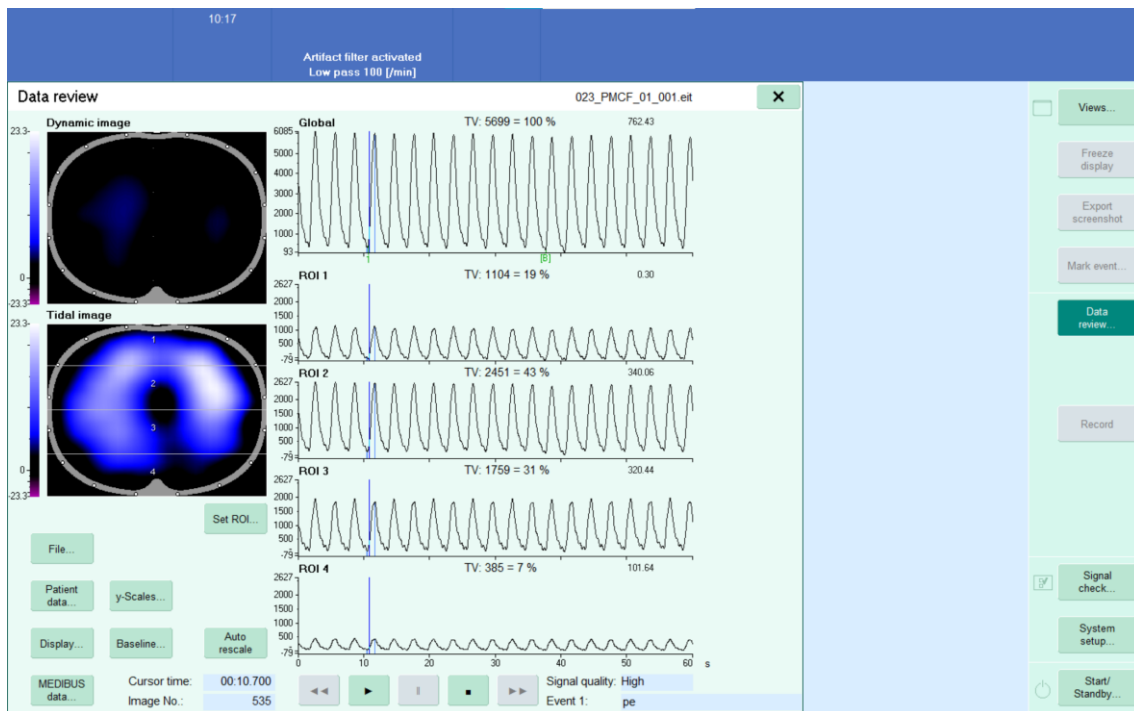 10:17
Artifact filter activated
Low pass 100 [/min]
Data review
023_PMCF_01_001.eit
Views...
Freeze
display
Export
screenshot
Mark event...
Data
review...
Record
Signal
check...
System
setup...
Start/
Standby...
Dynamic image
23.3
0
-23.3
Tidal image
23.3
0
-23.3
1
2
3
4
Set ROI...
File...
Patient
data...
y-Scales...
Display...
Baseline...
Auto
rescale
MEDIBUS
data...
Cursor time:
00:10.700
Image No.:
535
Global
TV: 5699 = 100 %
762.43
6085
5000
4000
3000
2000
1000
93
1
[B]
ROI 1
TV: 1104 = 19 %
0.30
2627
2000
1500
1000
500
-79
ROI 2
TV: 2451 = 43 %
340.06
2627
2000
1500
1000
500
-79
ROI 3
TV: 1759 = 31 %
320.44
2627
2000
1500
1000
500
-79
ROI 4
TV: 385 = 7 %
101.64
2627
2000
1500
1000
500
-79
0 10 20 30 40 50 60 s
Signal quality: High
Event 1: pe